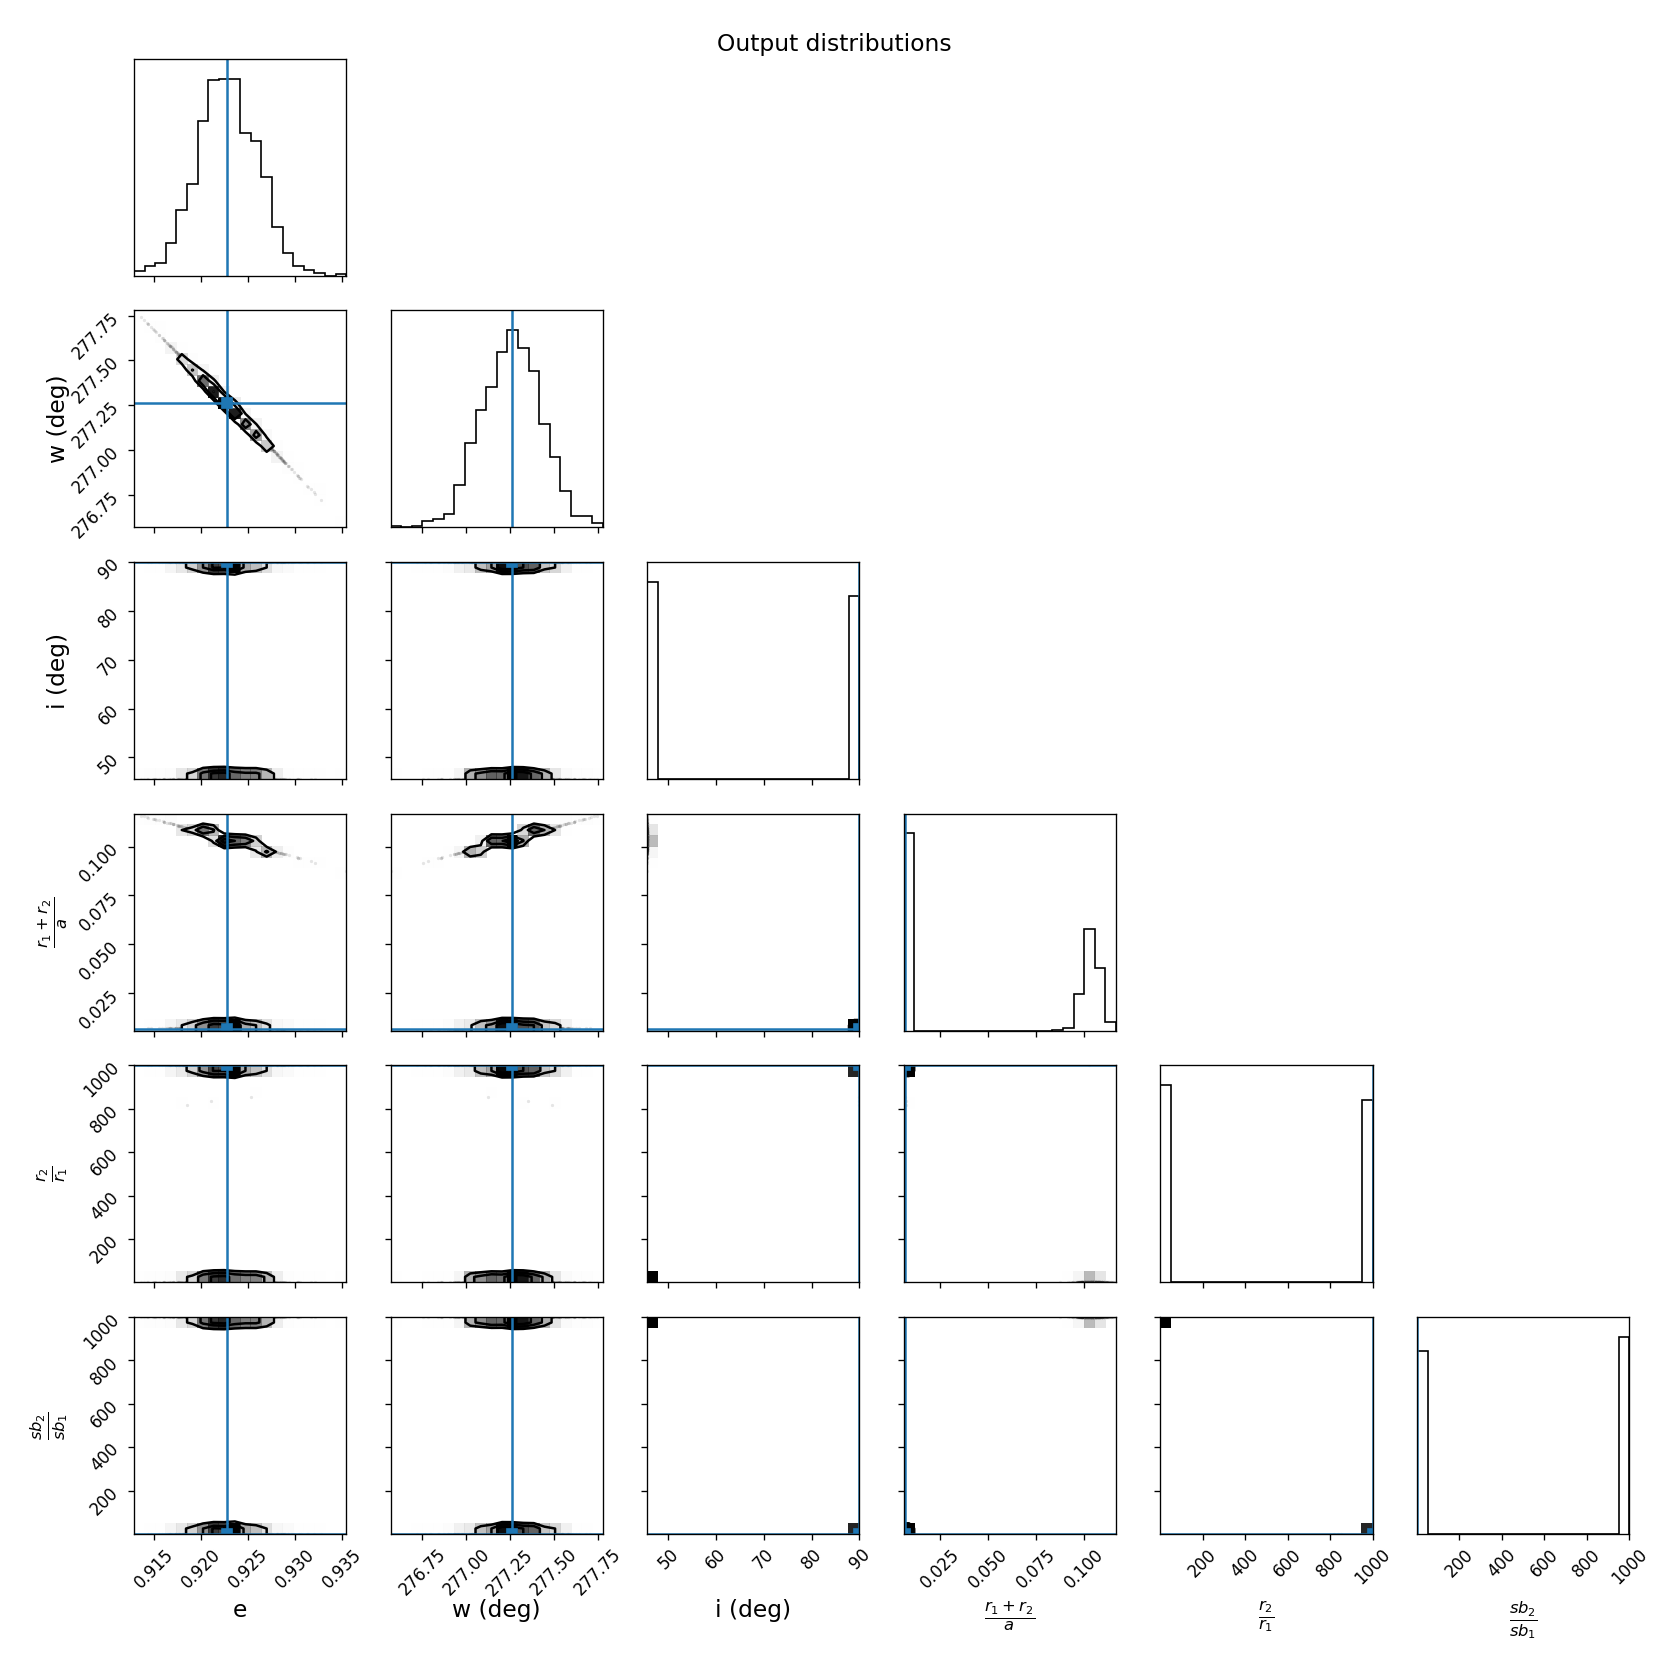 Output distributions
277.75
277.50
277.25
277.00
276.75
w (deg)
90
80
70
60
50
i (deg)
0.100
0.075
0.050
0.025
r₁ + r₂
a
1000
800
600
400
200
r₂
r₁
1000
800
600
400
200
sb₂
sb₁
0.915 0.920 0.925 0.930 0.935
276.75 277.00 277.25 277.50 277.75
50 60 70 80 90
0.025 0.050 0.075 0.100
200 400 600 800 1000
200 400 600 800 1000
e
w (deg)
i (deg)
r₁ + r₂
a
r₂
r₁
sb₂
sb₁